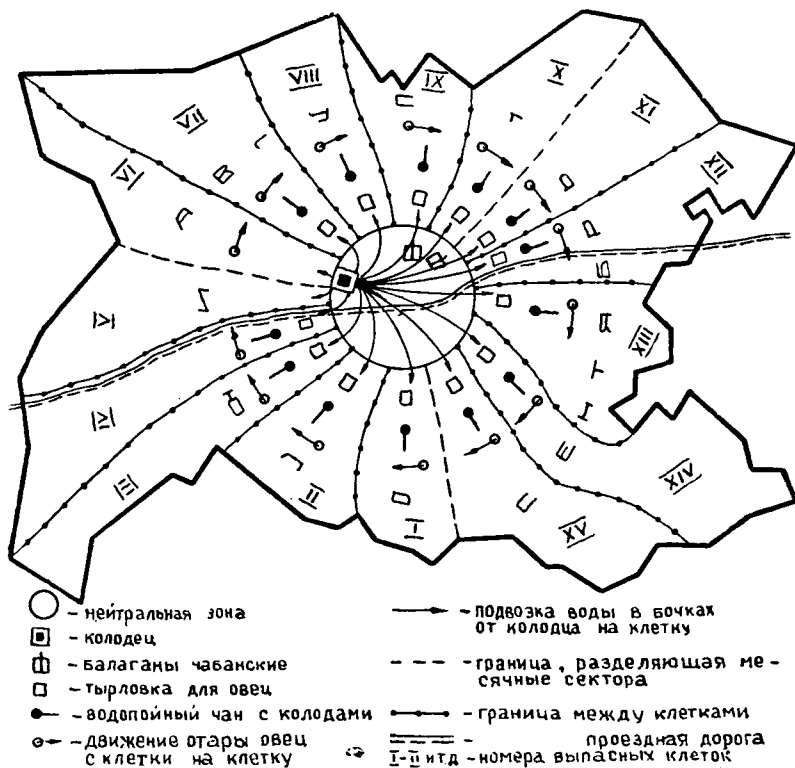 VIII
IX
X
VII
XI
VI
XII
V
XIII
IV
III
XIV
II
I
XV
- нейтральная зона
- колодец
- балаганы чабанские
- тырловка для овец
- водопойный чан с колодами
- движение отары овец
с клетки на клетку
- подвозка воды в бочках
от колодца на клетку
- граница, разделяющая ме-
сячные сектора
- граница между клетками
- проездная дорога
I-II и т.д - номера выпасных клеток